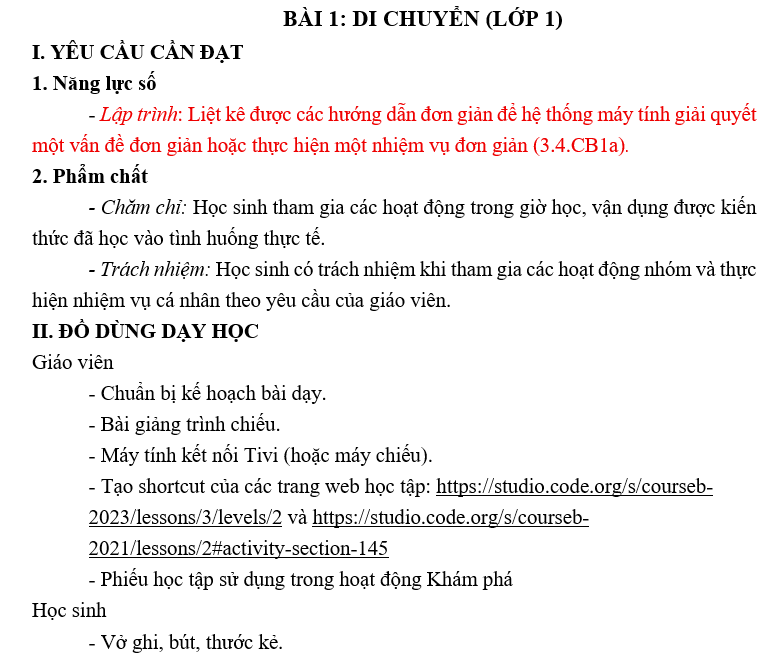 BÀI 1: DI CHUYỂN (LỚP 1)
I. YÊU CẦU CẦN ĐẠT
1. Năng lực số
- Lập trình: Liệt kê được các hướng dẫn đơn giản để hệ thống máy tính giải quyết
một vấn đề đơn giản hoặc thực hiện một nhiệm vụ đơn giản (3.4.CB1a).
2. Phẩm chất
- Chăm chỉ: Học sinh tham gia các hoạt động trong giờ học, vận dụng được kiến
thức đã học vào tình huống thực tế.
- Trách nhiệm: Học sinh có trách nhiệm khi tham gia các hoạt động nhóm và thực
hiện nhiệm vụ cá nhân theo yêu cầu của giáo viên.
II. ĐỒ DÙNG DẠY HỌC
Giáo viên
- Chuẩn bị kế hoạch bài dạy.
- Bài giảng trình chiếu.
- Máy tính kết nối Tivi (hoặc máy chiếu).
- Tạo shortcut của các trang web học tập: https://studio.code.org/s/courseb-
2023/lessons/3/levels/2 và https://studio.code.org/s/courseb-
2021/lessons/2#activity-section-145
- Phiếu học tập sử dụng trong hoạt động Khám phá
Học sinh
- Vở ghi, bút, thước kẻ.